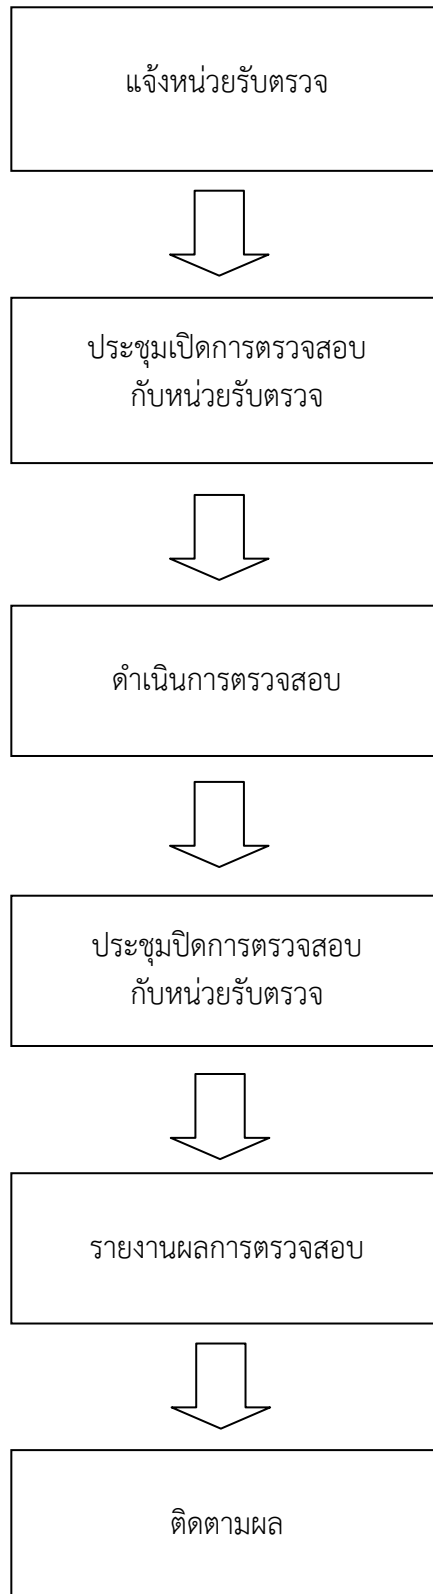 แจ้งหน่วยรับตรวจ
ประชุมเปิดการตรวจสอบ
กับหน่วยรับตรวจ
ดำเนินการตรวจสอบ
ประชุมปิดการตรวจสอบ
กับหน่วยรับตรวจ
รายงานผลการตรวจสอบ
ติดตามผล